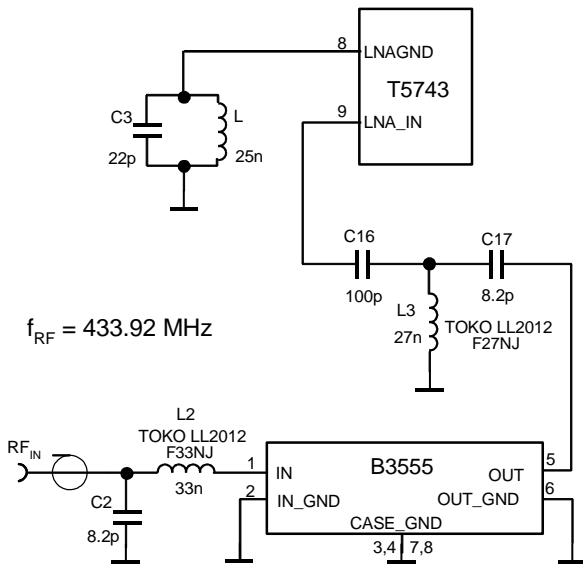 8
LNAGND
T5743
C3
L
9
LNA_IN
22p
25n
C16
C17
100p
8.2p
L3
27n
TOKO LL2012
F27NJ
fRF = 433.92 MHz
L2
TOKO LL2012
F33NJ
RFIN
33n
1
IN
B3555
5
OUT
C2
8.2p
2
IN_GND
OUT_GND
6
CASE_GND
3,4
7,8